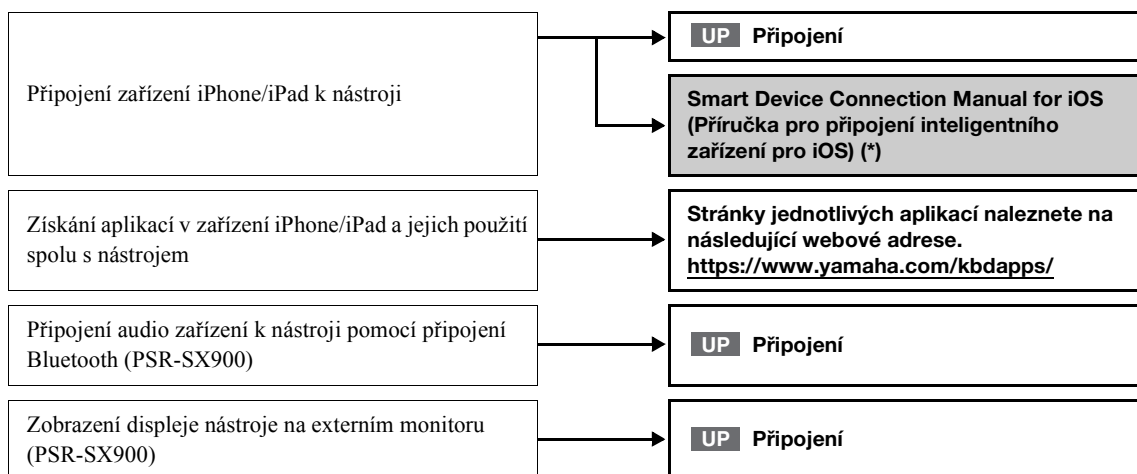 Připojení zařízení iPhone/iPad k nástroji
UP Připojení
Smart Device Connection Manual for iOS
(Příručka pro připojení inteligentního
zařízení pro iOS) (*)
Získání aplikací v zařízení iPhone/iPad a jejich použití
spolu s nástrojem
Stránky jednotlivých aplikací naleznete na
následující webové adrese.
https://www.yamaha.com/kbdapps/
Připojení audio zařízení k nástroji pomocí připojení
Bluetooth (PSR-SX900)
UP Připojení
Zobrazení displeje nástroje na externím monitoru
(PSR-SX900)
UP Připojení